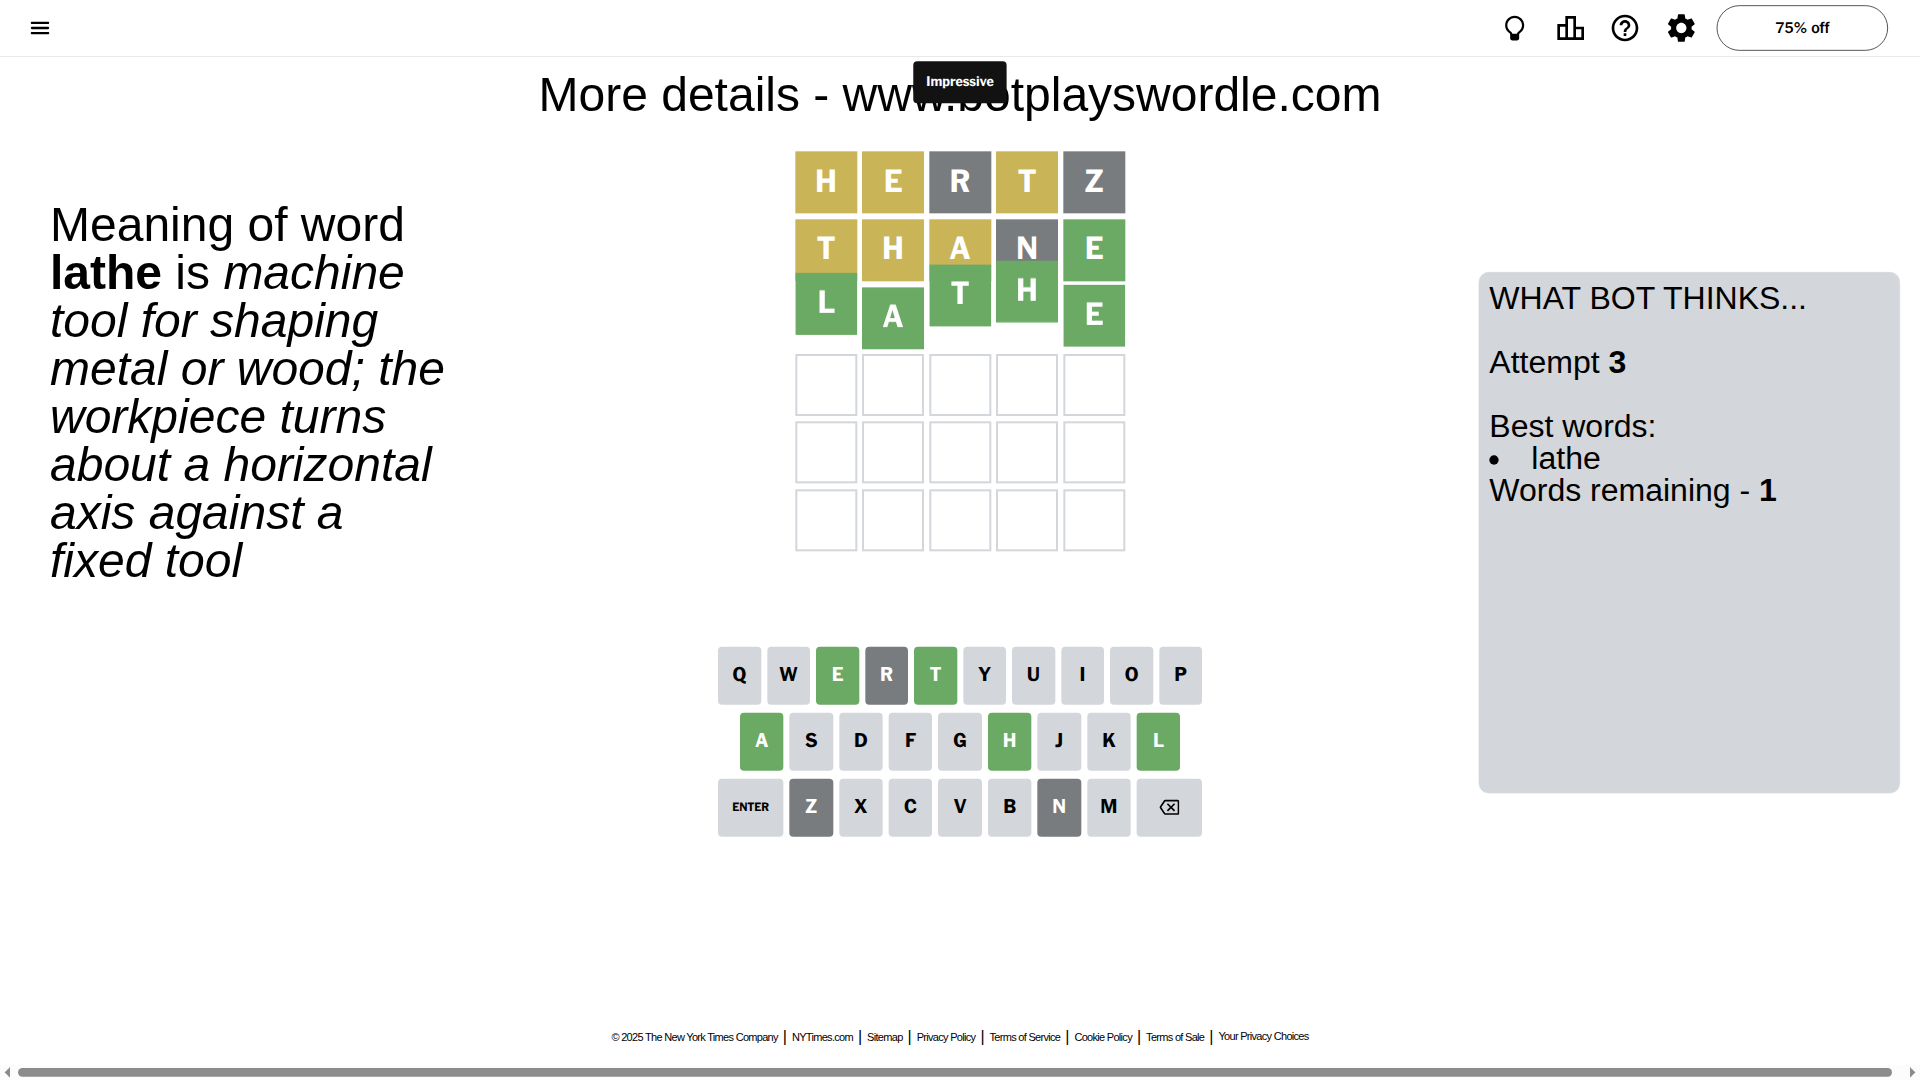 75% off
Impressive
More details - www.botplayswordle.com
Meaning of word
lathe is machine
tool for shaping
metal or wood; the
workpiece turns
about a horizontal
axis against a
fixed tool
H E R T Z
T H A N E
L A T H E
WHAT BOT THINKS...
Attempt 3
Best words:
• lathe
Words remaining - 1
Q W E R T Y U I O P
A S D F G H J K L
ENTER Z X C V B N M
© 2025 The New York Times Company | NYTimes.com | Sitemap | Privacy Policy | Terms of Service | Cookie Policy | Terms of Sale | Your Privacy Choices